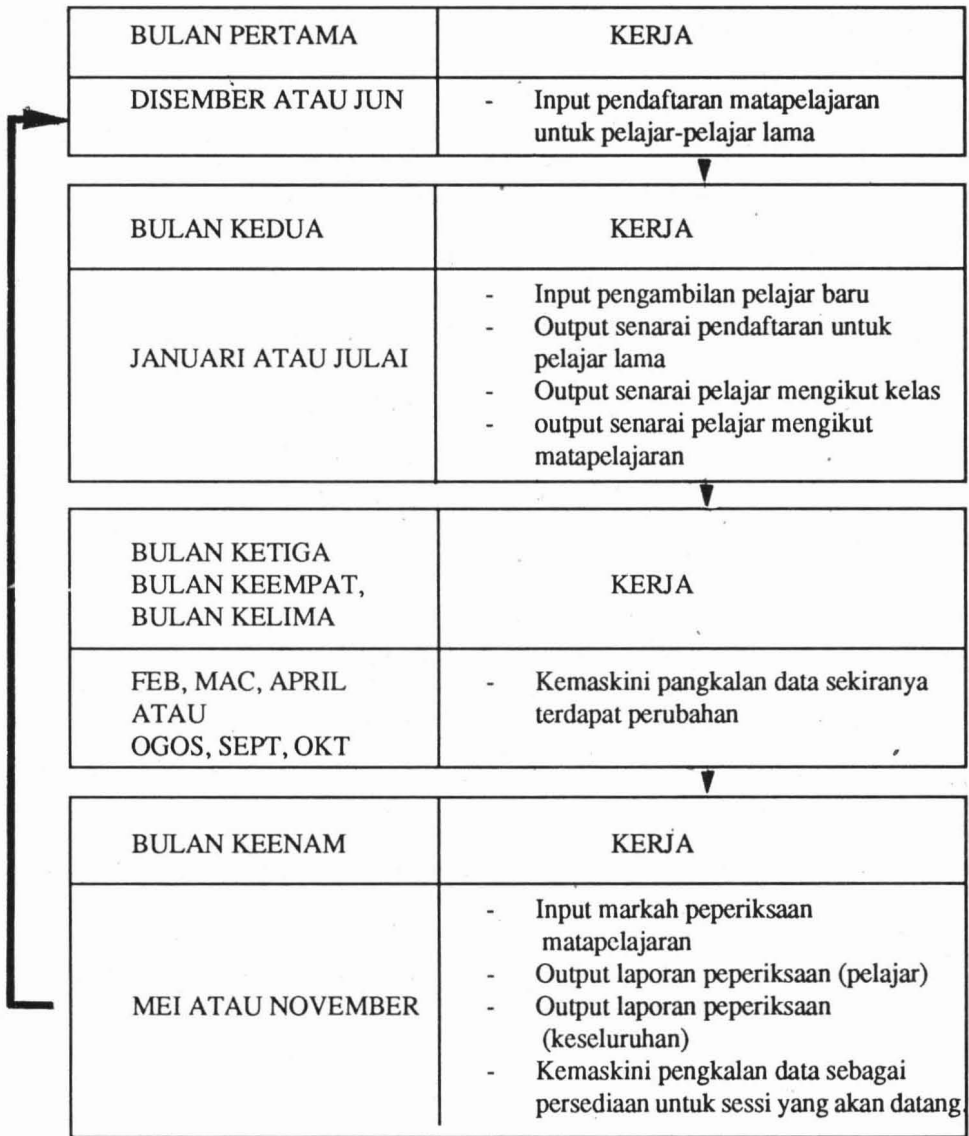 BULAN PERTAMA KERJA
DISEMBER ATAU JUN - Input pendaftaran matapelajaran
untuk pelajar-pelajar lama
BULAN KEDUA KERJA
JANUARI ATAU JULAI
- Input pengambilan pelajar baru
- Output senarai pendaftaran untuk
pelajar lama
- Output senarai pelajar mengikut kelas
- output senarai pelajar mengikut
matapelajaran
BULAN KETIGA
BULAN KEEMPAT,
BULAN KELIMA
KERJA
FEB, MAC, APRIL
ATAU
OGOS, SEPT, OKT
- Kemaskini pangkalan data sekiranya
terdapat perubahan
BULAN KEENAM KERJA
MEI ATAU NOVEMBER
- Input markah peperiksaan
matapelajaran
- Output laporan peperiksaan (pelajar)
- Output laporan peperiksaan
(keseluruhan)
- Kemaskini pengkalan data sebagai
persediaan untuk sessi yang akan datang.